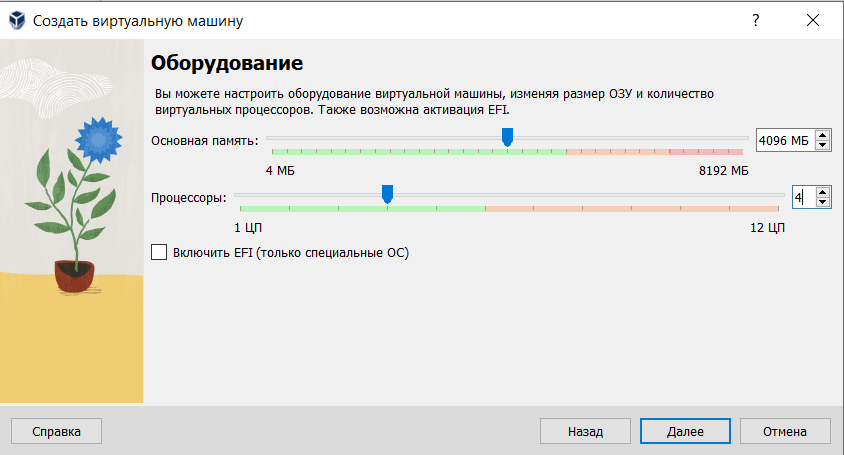 Создать виртуальную машину
Оборудование
Вы можете настроить оборудование виртуальной машины, изменяя размер ОЗУ и количество
виртуальных процессоров. Также возможна активация EFI.
Основная память:
4096 МБ
4 МБ
8192 МБ
Процессоры:
4
1 ЦП
12 ЦП
Включить EFI (только специальные ОС)
Справка
Назад
Далее
Отмена